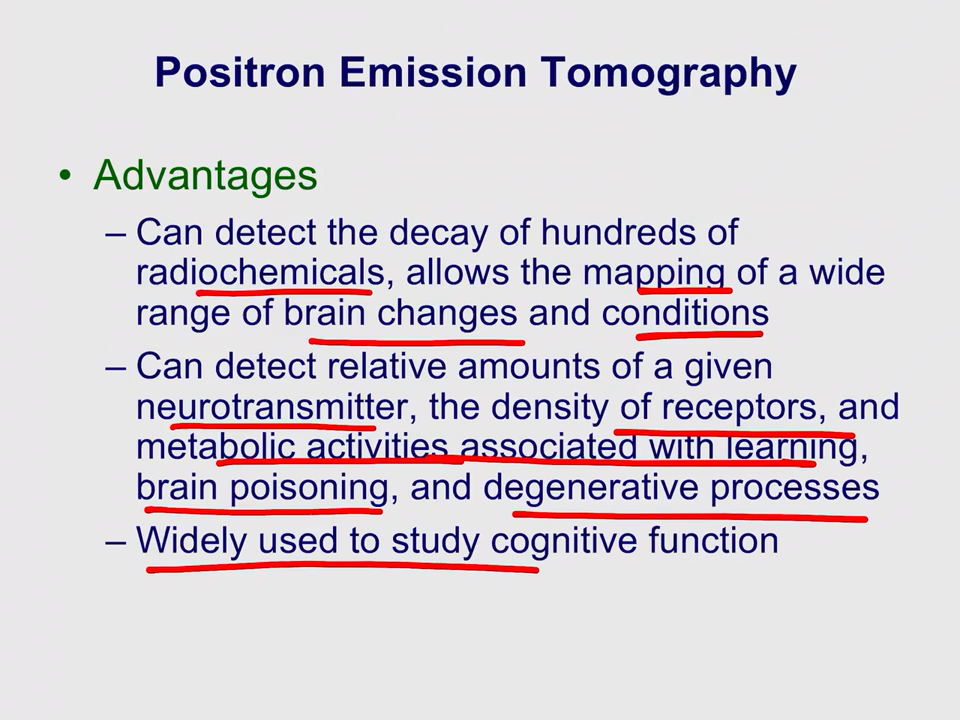 Positron Emission Tomography
• Advantages
– Can detect the decay of hundreds of
radiochemicals, allows the mapping of a wide
range of brain changes and conditions
– Can detect relative amounts of a given
neurotransmitter, the density of receptors, and
metabolic activities associated with learning,
brain poisoning, and degenerative processes
– Widely used to study cognitive function